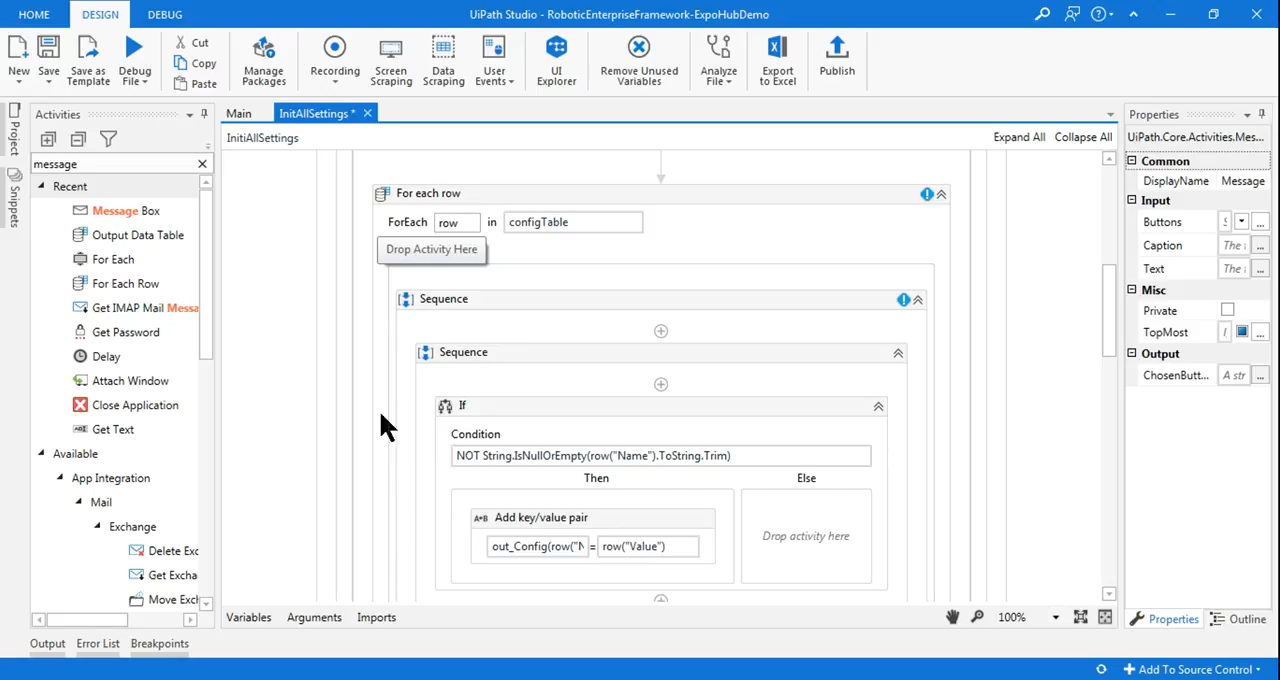 HOME DESIGN DEBUG
UiPath Studio - RoboticEnterpriseFramework-ExpoHubDemo
New
Save
Save as Template
Debug File
Cut
Copy
Paste
Manage Packages
Recording
Screen Scraping
Data Scraping
User Events
UI Explorer
Remove Unused Variables
Analyze File
Export to Excel
Publish
Project
Snippets
Activities
message
Recent
Message Box
Output Data Table
For Each
For Each Row
Get IMAP Mail Messa
Get Password
Delay
Attach Window
Close Application
Get Text
Available
App Integration
Mail
Exchange
Delete Exc
Get Excha
Move Exch
Main
InitAllSettings *
InitiAllSettings
Expand All Collapse All
For each row
ForEach row in configTable
Drop Activity Here
Sequence
Sequence
If
Condition
NOT String.IsNullOrEmpty(row("Name").ToString.Trim)
Then Else
Add key/value pair
out_Config(row("N = row("Value")
Drop activity here
Variables Arguments Imports
100%
Properties
UiPath.Core.Activities.Mes...
Common
DisplayName Message
Input
Buttons ...
Caption The ...
Text The ...
Misc
Private
TopMost ...
Output
ChosenButt... A str ...
Properties Outline
Output Error List Breakpoints
Add To Source Control